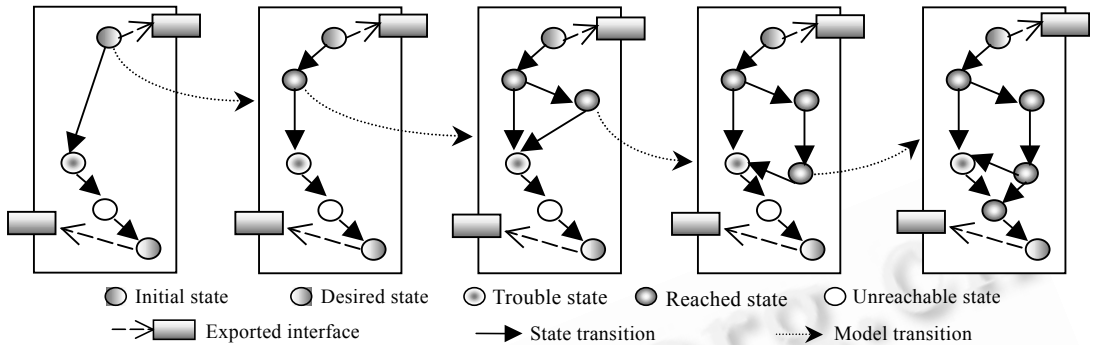 Initial state
Desired state
Trouble state
Reached state
Unreachable state
Exported interface
State transition
Model transition